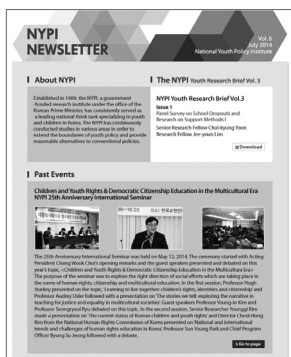 NYPI
NEWSLETTER
Vol. 6
July 2014
National Youth Policy Institute
About NYPI
Established in 1989, the NYPI, a government
-funded research institute under the office of the
Korean Prime Minister, has consistently served as
a leading national think tank specializing in youth
and children in Korea. The NYPI has continuously
conducted studies in various areas in order to
extend the boundaries of youth policy and provide
reasonable alternatives to conventional policies.
The NYPI Youth Research Brief Vol. 3
NYPI Youth Research Brief Vol.3
Issue 1
Panel Survey on School Dropouts and
Research on Support Methods I
Senior Research Fellow Chul-kyung Yoon
Research Fellow Jee-youn Lim
Download
Past Events
Children and Youth Rights & Democratic Citizenship Education in the Multicultural Era
NYPI 25th Anniversary International Seminar
The 25th Anniversary International Seminar was held on May 12, 2014. The ceremony started with Acting
President Chang Wook Choi's opening remarks and the guest speakers presented and debated on this
year's topic, <Children and Youth Rights & Democratic Citizenship Education in the Multicultural Era>
The purpose of the seminar was to explore the right direction of social efforts which are taking place in
the name of human rights, citizenship and multicultural education. In the first session, Professor Hugh
Starkey presented on the topic, 'Learning to live together: children's rights, identities and citizenship' and
Professor Audrey Osler followed with a presentation on 'The stories we tell: exploring the narrative in
teaching for justice and equality in multicultural societies'. Guest speakers Professor Young In Kim and
Professor Seongryeol Ryu debated on this topic. In the second session, Senior Researcher Younggi Kim
made a presentation on 'The current status of Korean children and youth rights' and Director Cheol Hong
Kim from the National Human Rights Commission of Korea presented on 'National and international
trends and challenges of human rights education in Korea'. Professor Sun Young Park and Chief Program
Officer Byung Su Jeong followed with a debate.
Go to page